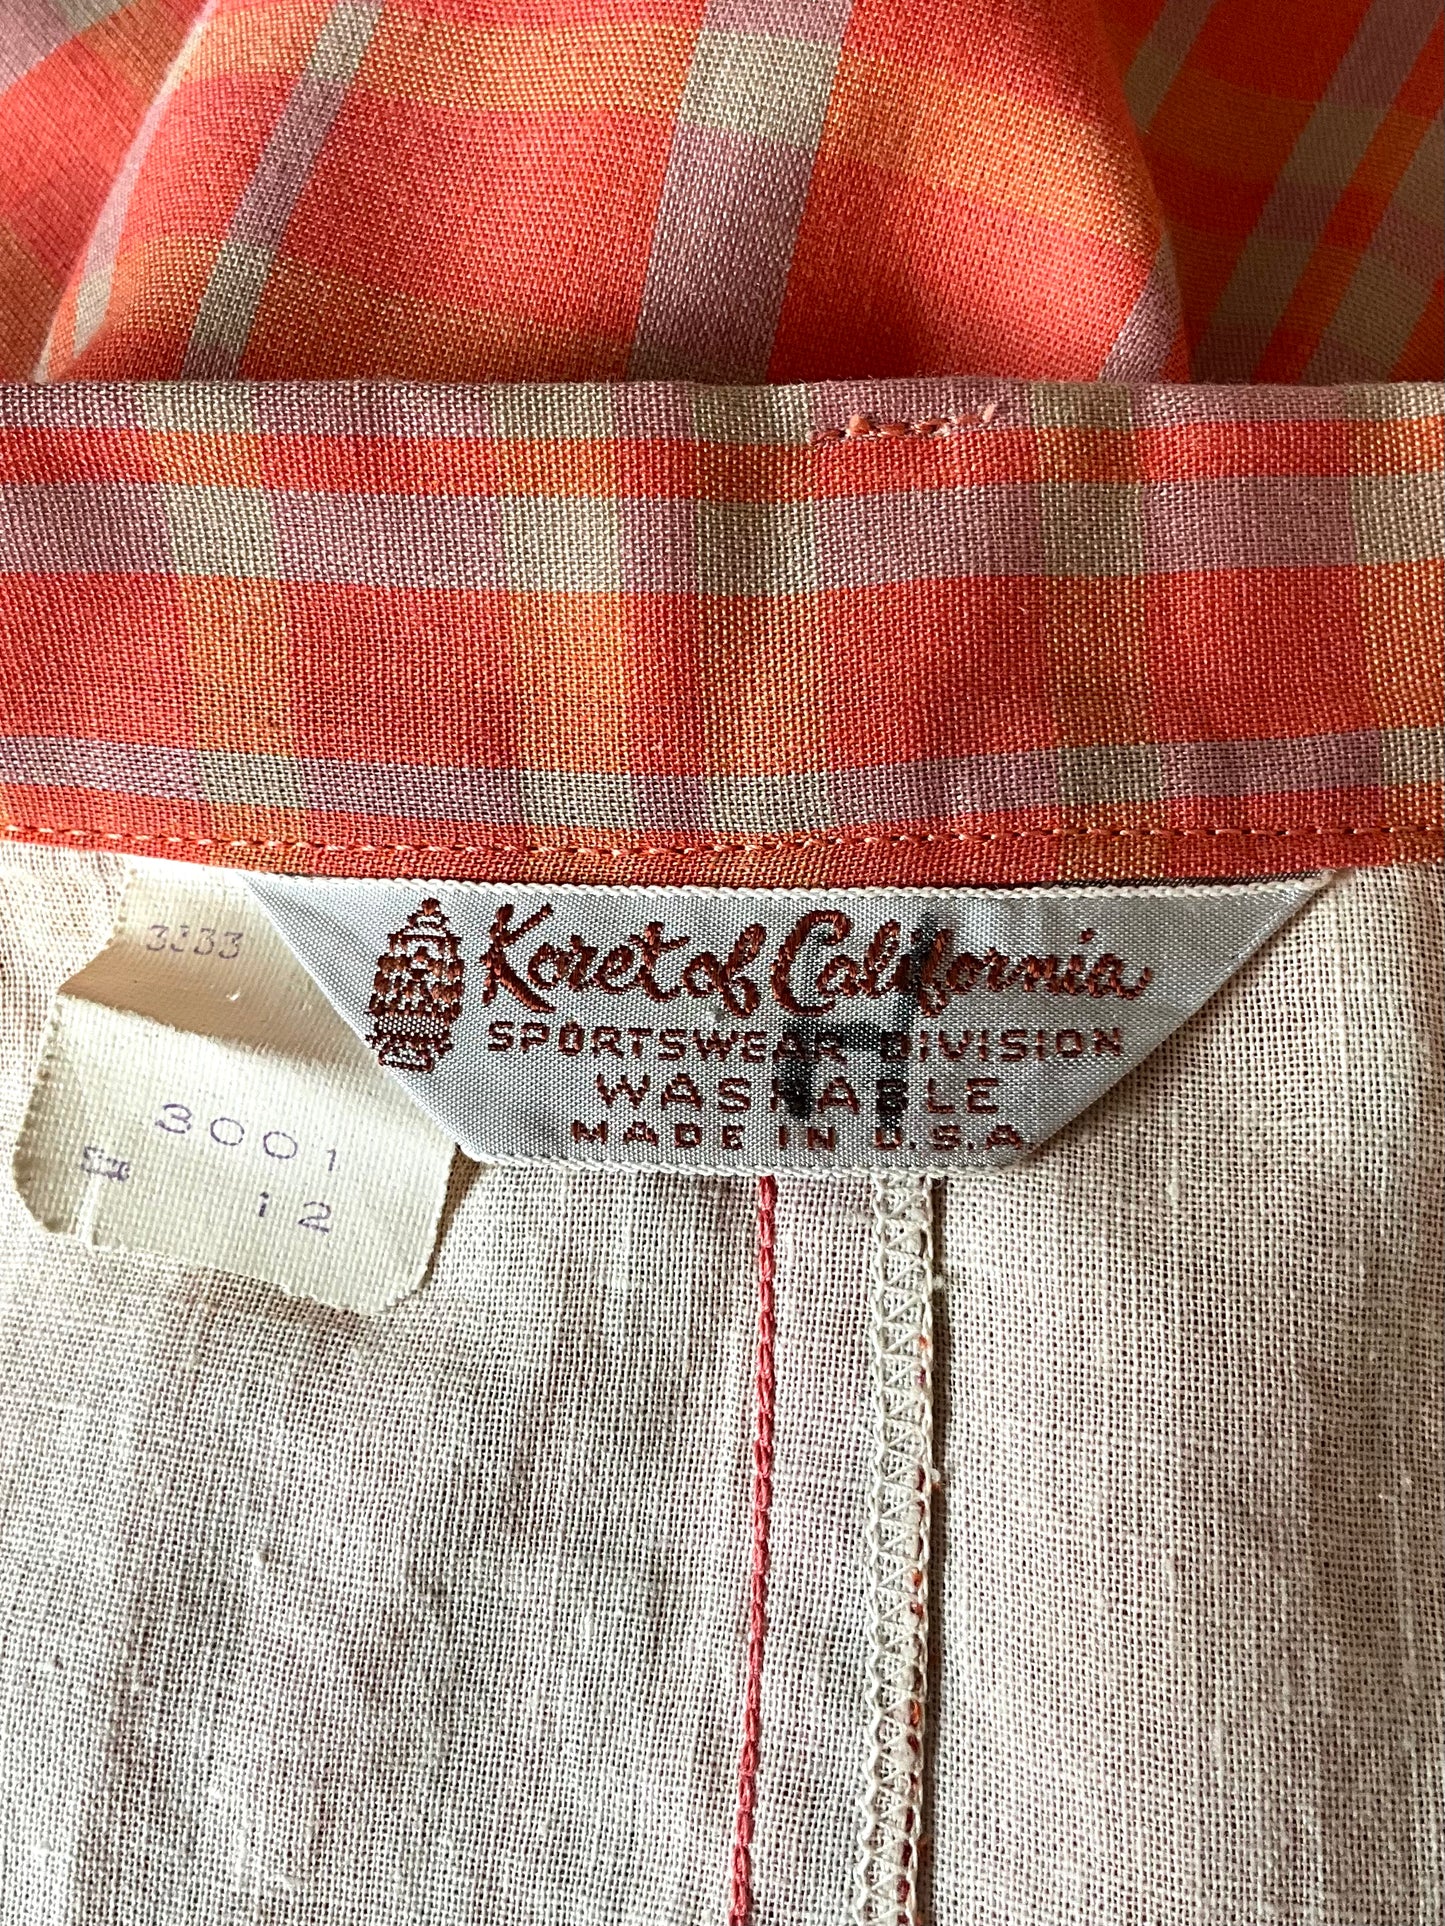 3333
Koret of California
SPORTSWEAR DIVISION
WASHABLE
MADE IN U.S.A.
3001
12